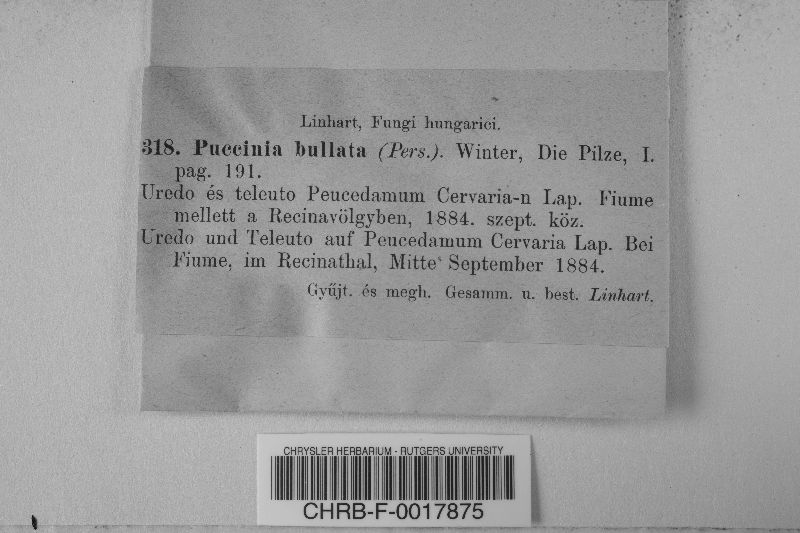 Linhart, Fungi hungarici.
318. Puccinia bullata (Pers.). Winter, Die Pilze, I.
pag. 191.
Uredo és teleuto Peucedamum Cervaria-n Lap. Fiume
mellett a Recinavölgyben, 1884. szept. köz.
Uredo und Teleuto auf Peucedamum Cervaria Lap. Bei
Fiume, im Recinathal, Mitte September 1884.
Gyűjt. és megh. Gesamm. u. best. Linhart.
CHRYSLER HERBARIUM - RUTGERS UNIVERSITY
CHRB-F-0017875